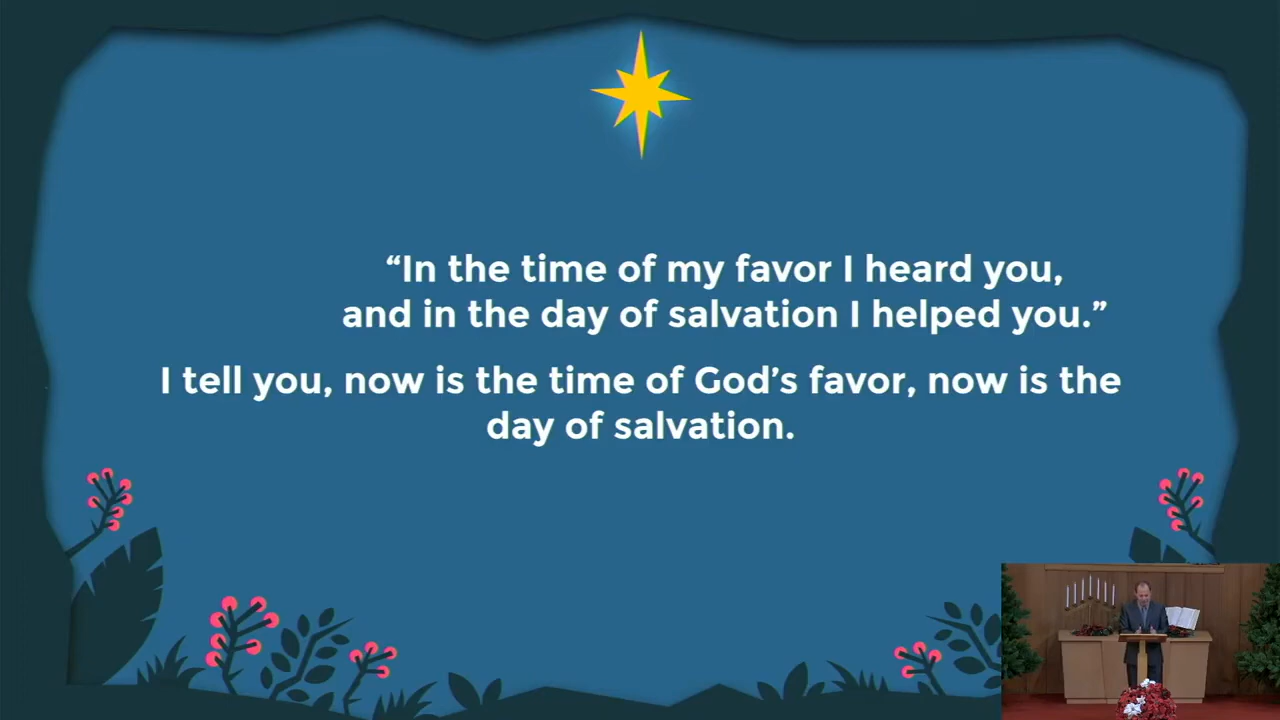 “In the time of my favor I heard you,
and in the day of salvation I helped you.”
I tell you, now is the time of God’s favor, now is the
day of salvation.